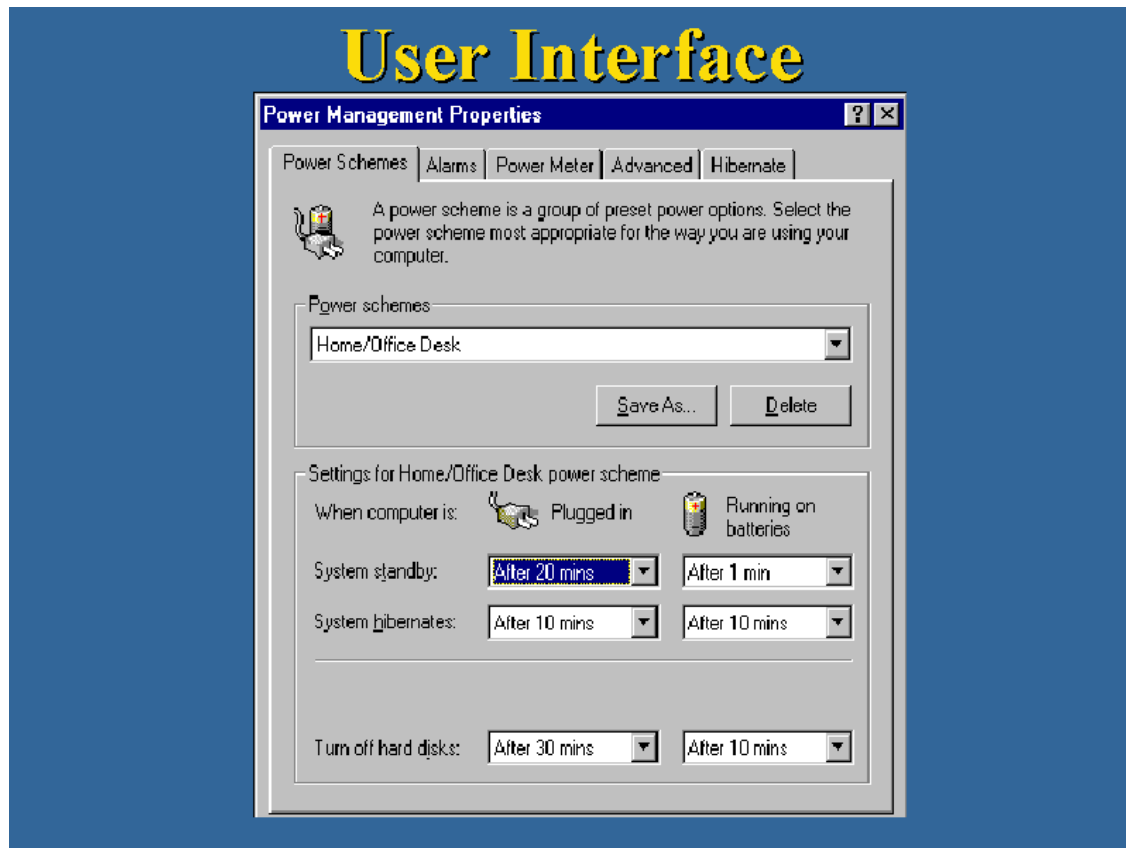 User Interface
Power Management Properties
Power Schemes Alarms Power Meter Advanced Hibernate
A power scheme is a group of preset power options. Select the
power scheme most appropriate for the way you are using your
computer.
Power schemes
Home/Office Desk
Save As... Delete
Settings for Home/Office Desk power scheme
When computer is: Plugged in Running on
batteries
System standby: After 20 mins After 1 min
System hibernates: After 10 mins After 10 mins
Turn off hard disks: After 30 mins After 10 mins